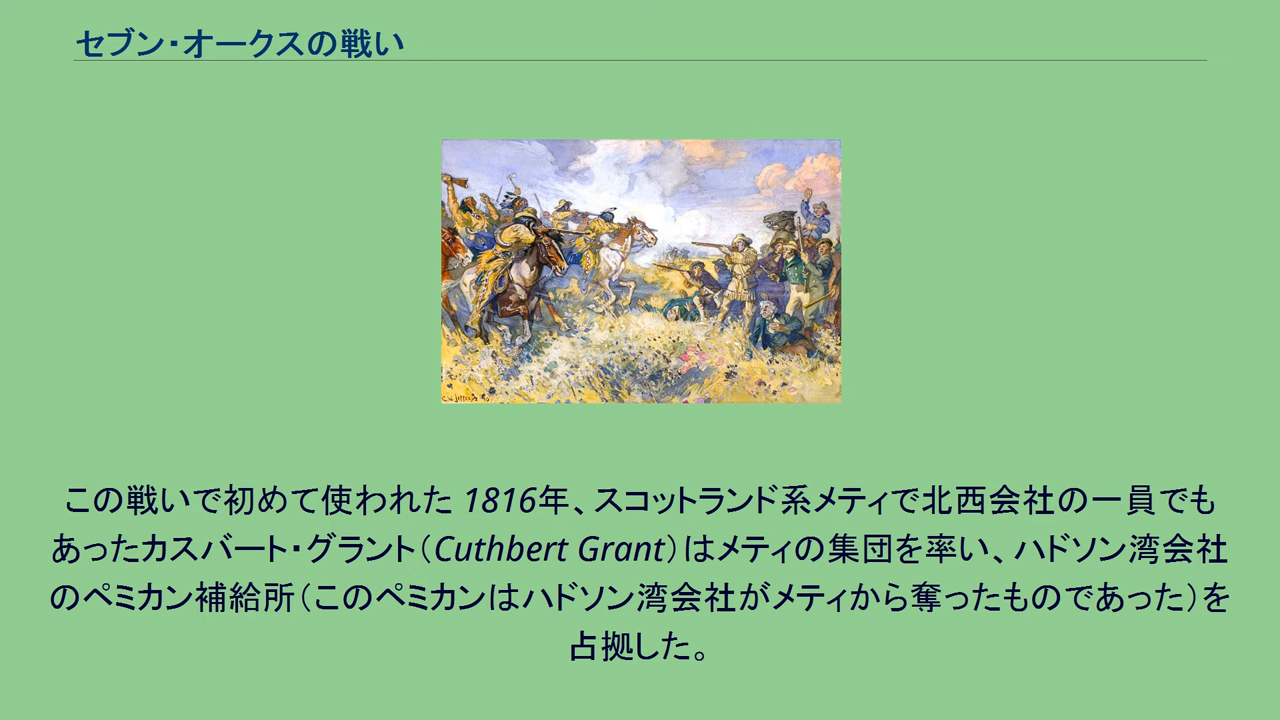 セブン・オークスの戦い
この戦いで初めて使われた 1816年、スコットランド系メティで北西会社の一員でも
あったカスバート・グラント（Cuthbert Grant）はメティの集団を率い、ハドソン湾会社
のペミカン補給所（このペミカンはハドソン湾会社がメティから奪ったものであった）を
占拠した。